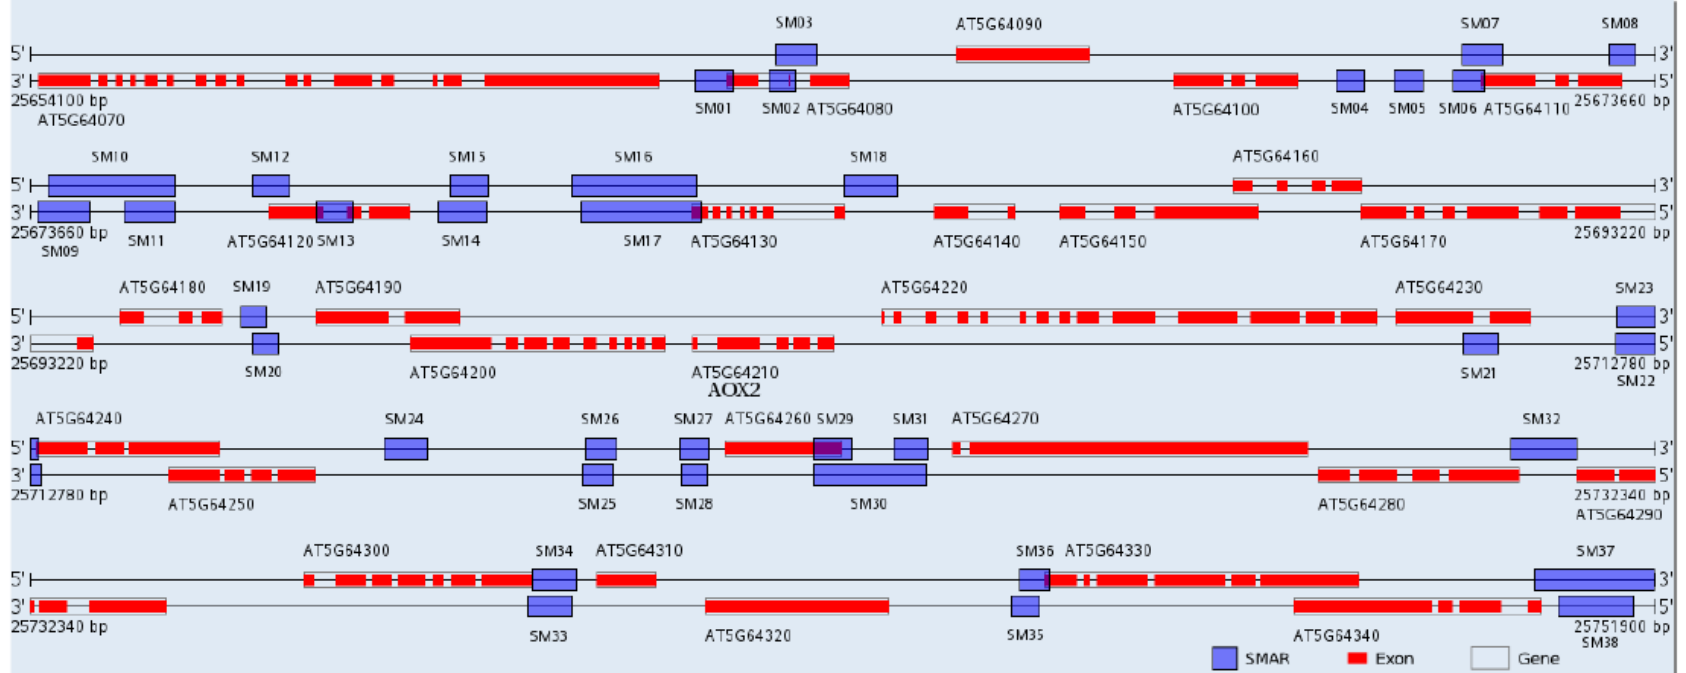 SM03 AT5G64090 SM07 SM08
5' 3'
3' 5'
25654100 bp SM01 SM02 AT5G64080 AT5G64100 SM04 SM05 SM06 AT5G64110 25673660 bp
AT5G64070
SM10 SM12 SM15 SM16 SM18 AT5G64160
5' 3'
3' 5'
25673660 bp SM11 AT5G64120 SM13 SM14 SM17 AT5G64130 AT5G64140 AT5G64150 AT5G64170 25693220 bp
SM09
AT5G64180 SM19 AT5G64190 AT5G64220 AT5G64230 SM23
5' 3'
3' 5'
25693220 bp SM20 AT5G64200 AT5G64210 SM21 25712780 bp
AOX2 SM22
AT5G64240 SM24 SM26 SM27 AT5G64260 SM29 SM31 AT5G64270 SM32
5' 3'
3' 5'
25712780 bp AT5G64250 SM25 SM28 SM30 AT5G64280 25732340 bp
AT5G64290
AT5G64300 SM34 AT5G64310 SM36 AT5G64330 SM37
5' 3'
3' 5'
25732340 bp SM33 AT5G64320 SM35 AT5G64340 25751900 bp
SM38
SMAR Exon Gene